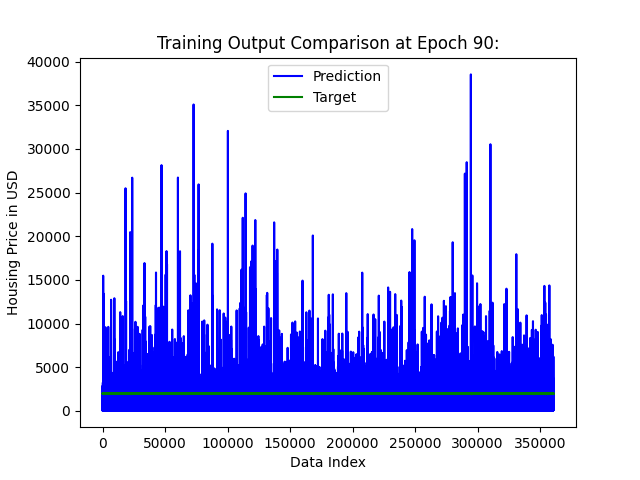 Training Output Comparison at Epoch 90:
Prediction
Target
Housing Price in USD
40000
35000
30000
25000
20000
15000
10000
5000
0
0 50000 100000 150000 200000 250000 300000 350000
Data Index